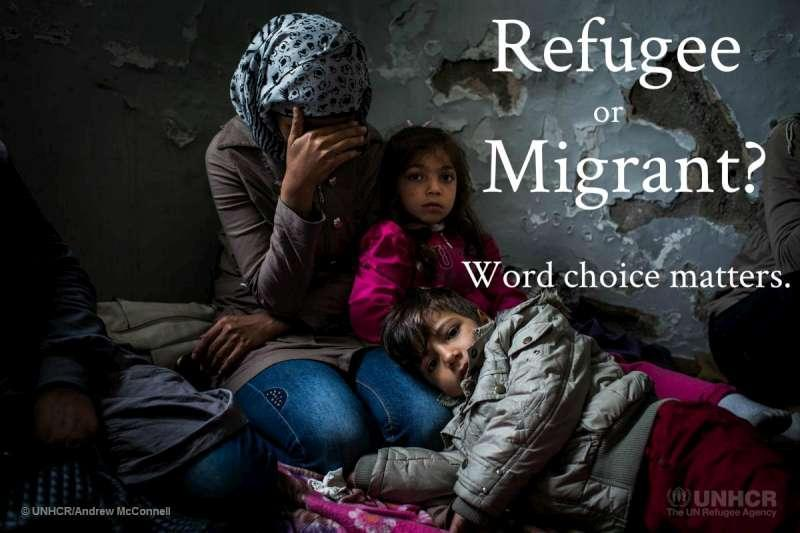 Refugee
or
Migrant?
Word choice matters.
UNHCR
The UN Refugee Agency
© UNHCR/Andrew McConnell